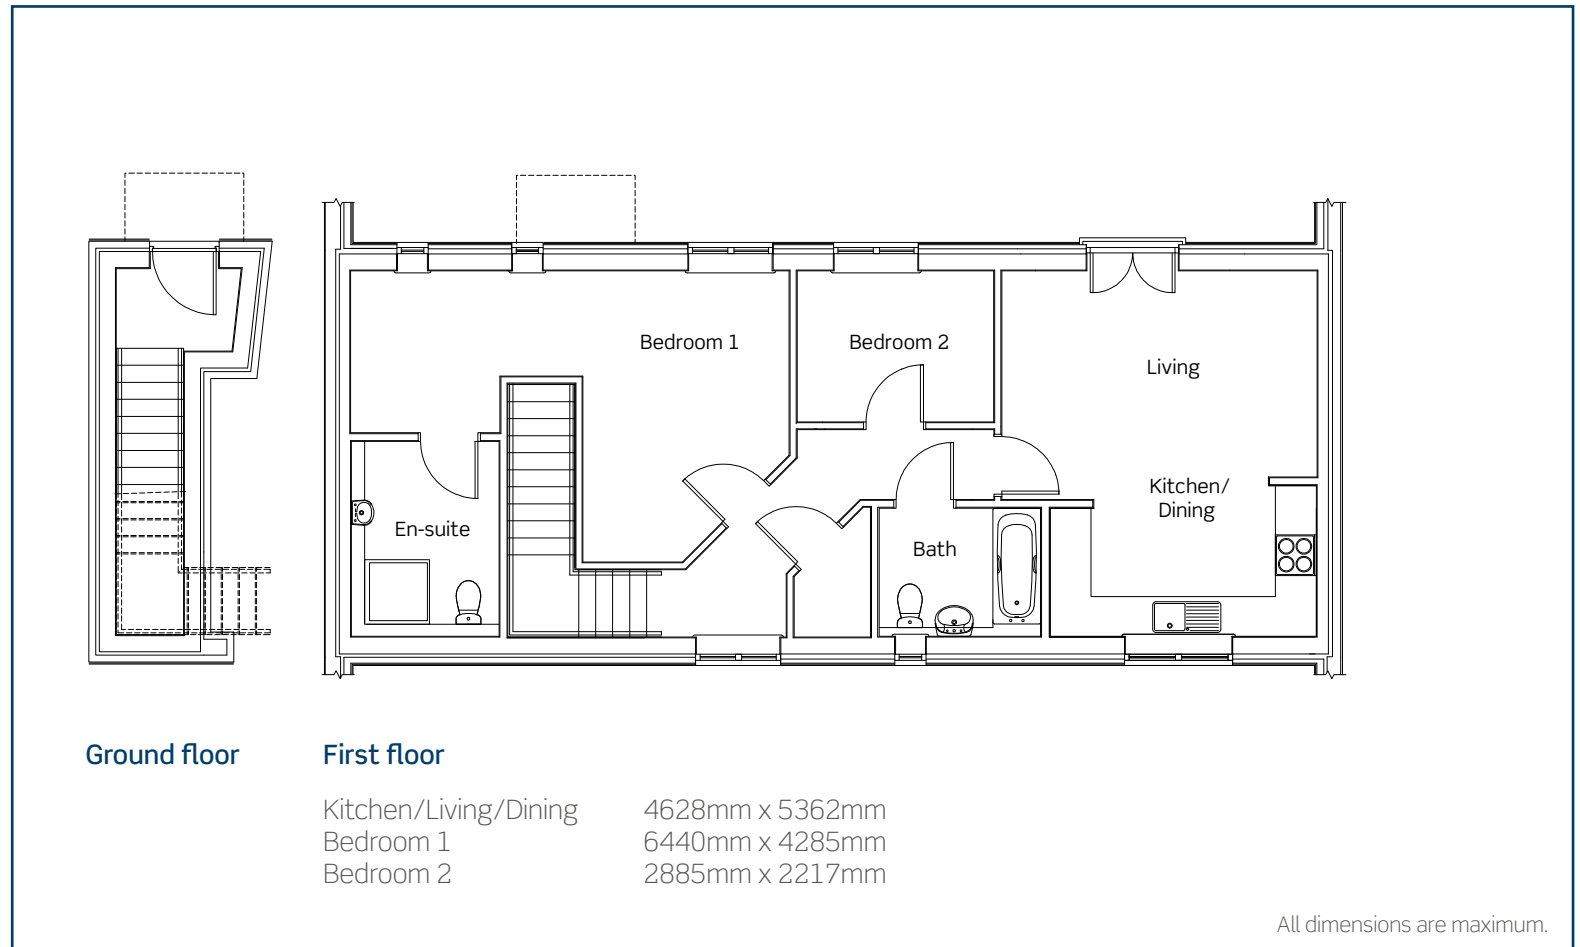 Bedroom 1
Bedroom 2
Living
Kitchen/
Dining
En-suite
Bath
Ground floor
First floor
Kitchen/Living/Dining 4628mm x 5362mm
Bedroom 1 6440mm x 4285mm
Bedroom 2 2885mm x 2217mm
All dimensions are maximum.